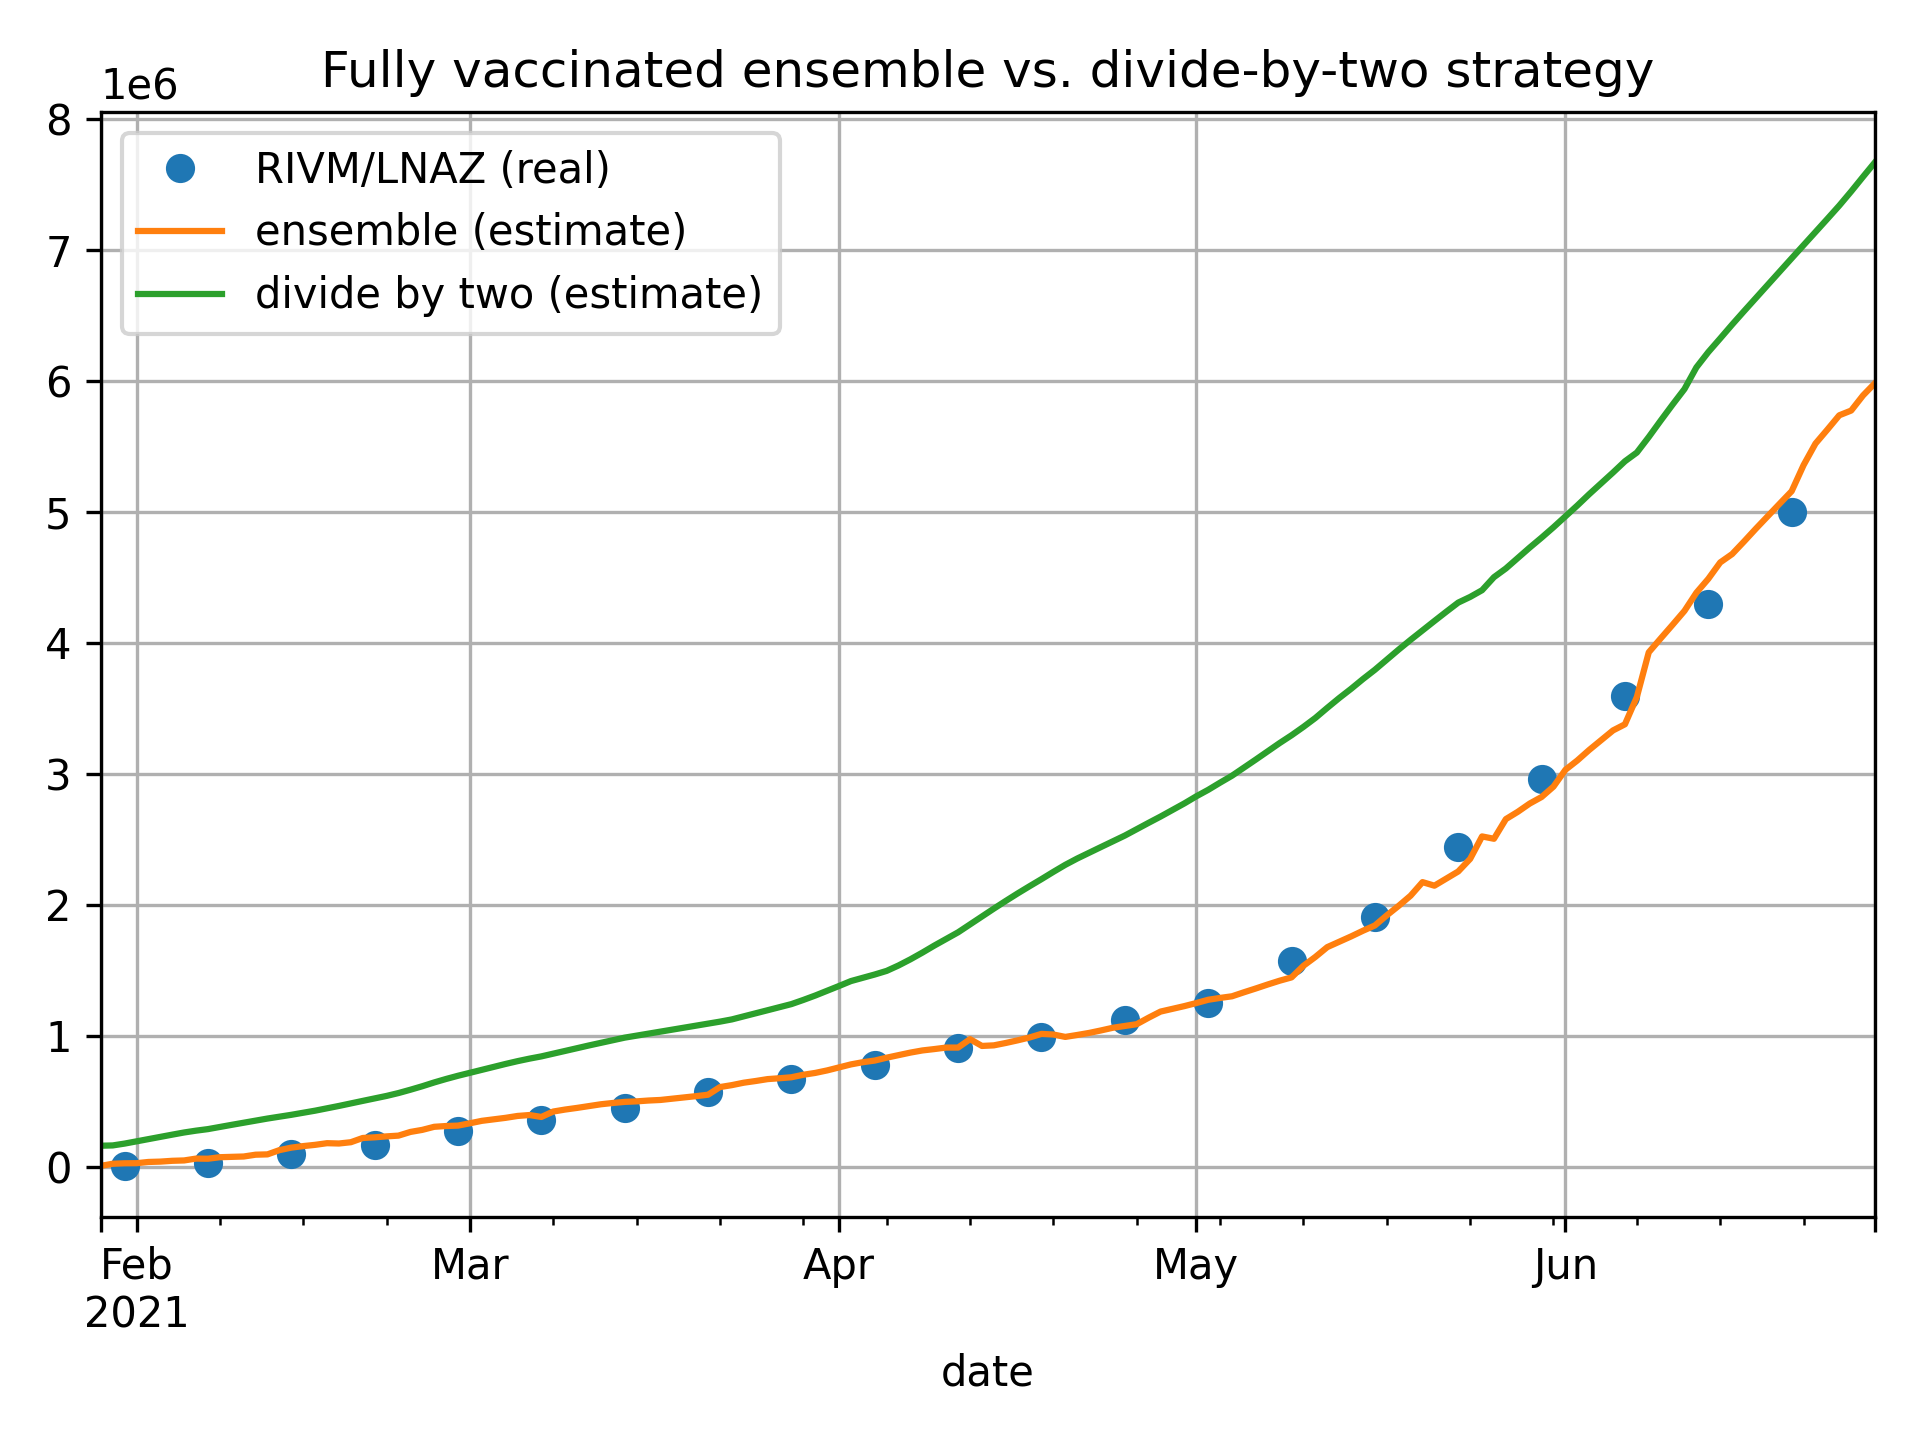 Fully vaccinated ensemble vs. divide-by-two strategy
1e6
8
7
6
5
4
3
2
1
0
RIVM/LNAZ (real)
ensemble (estimate)
divide by two (estimate)
Feb Mar Apr May Jun
2021
date